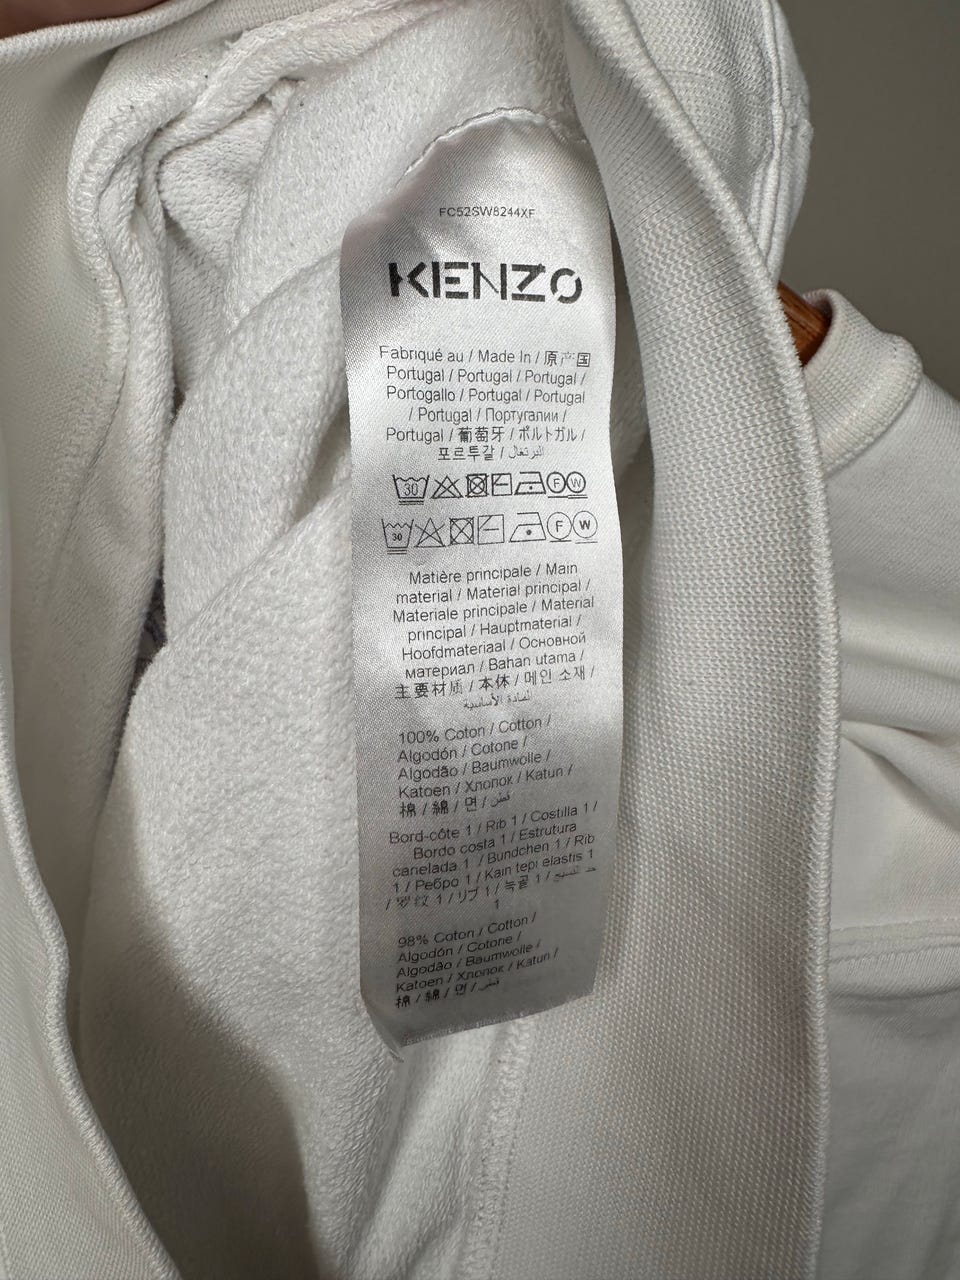 FC52SW8244XF
KENZO
Fabriqué au / Made In / 原产国
Portugal / Portugal / Portugal /
Portogallo / Portugal / Portugal
/ Portugal / Португалии /
Portugal / 葡萄牙 / ポルトガル /
포르투갈 / البرتغال
30 F W
30 F W
Matière principale / Main
material / Material principal /
Materiale principale / Material
principal / Hauptmaterial /
Hoofdmateriaal / Основной
материал / Bahan utama /
主要材质 / 本体 / 메인 소재 /
المادة الأساسية
100% Coton / Cotton /
Algodón / Cotone /
Algodão / Baumwolle /
Katoen / Хлопок / Katun /
棉 / 綿 / 면 / قطن
Bord-côte 1 / Rib 1 / Costilla 1 /
Bordo costa 1 / Estrutura
canelada 1 / Bundchen 1 / Rib
1 / Ребро 1 / Kain tepi elastis 1
/ 罗纹 1 / リブ 1 / 늑골 1 /
1
98% Coton / Cotton /
Algodón / Cotone /
Algodão / Baumwolle /
Katoen / Хлопок / Katun /
棉 / 綿 / 면 / قطن